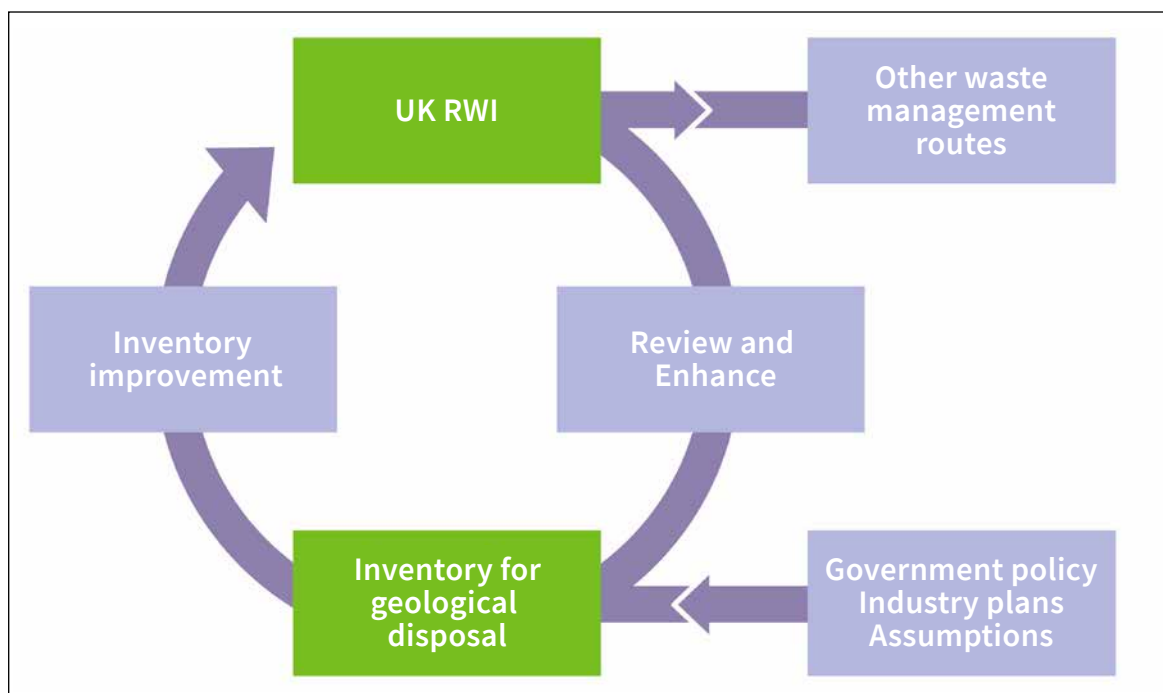 UK RWI
Other waste
management
routes
Inventory
improvement
Review and
Enhance
Inventory for
geological
disposal
Government policy
Industry plans
Assumptions